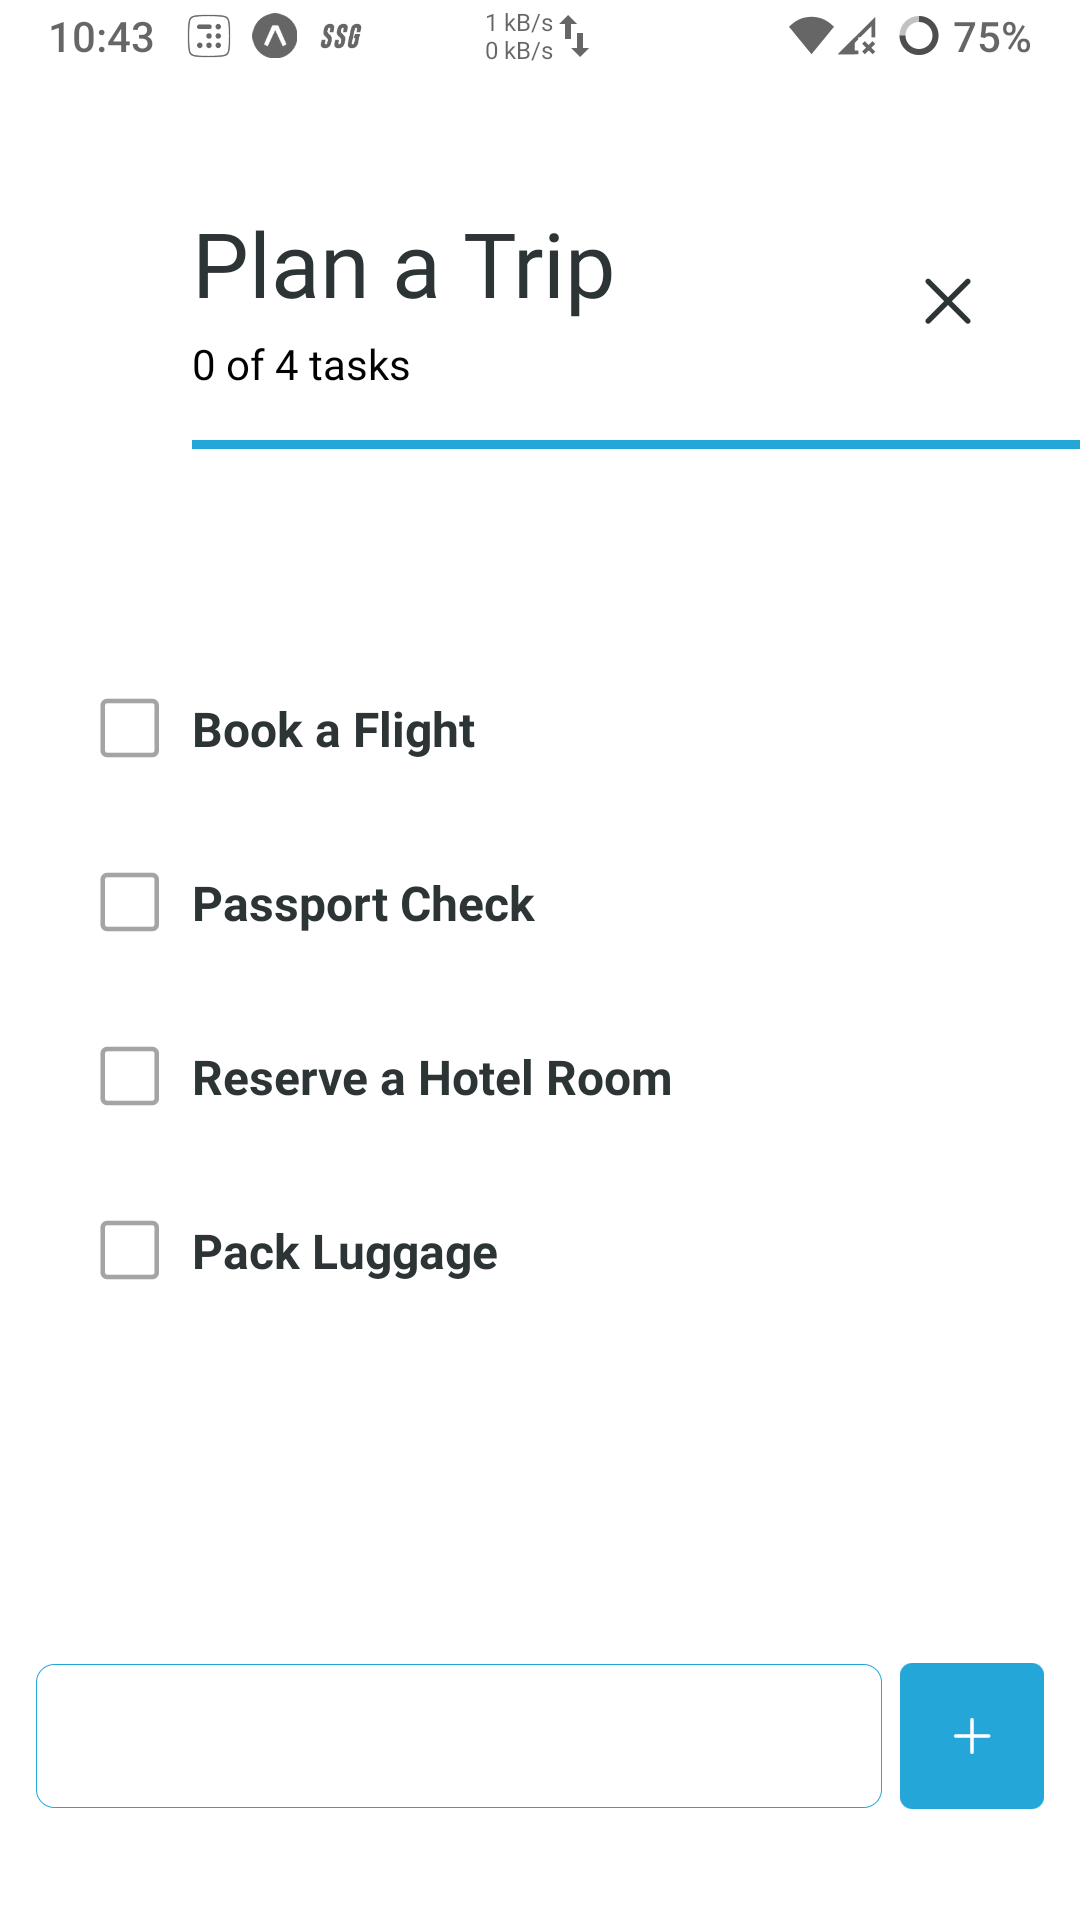 10:43 SSG 1 kB/s 75%
0 kB/s
Plan a Trip
0 of 4 tasks
Book a Flight
Passport Check
Reserve a Hotel Room
Pack Luggage